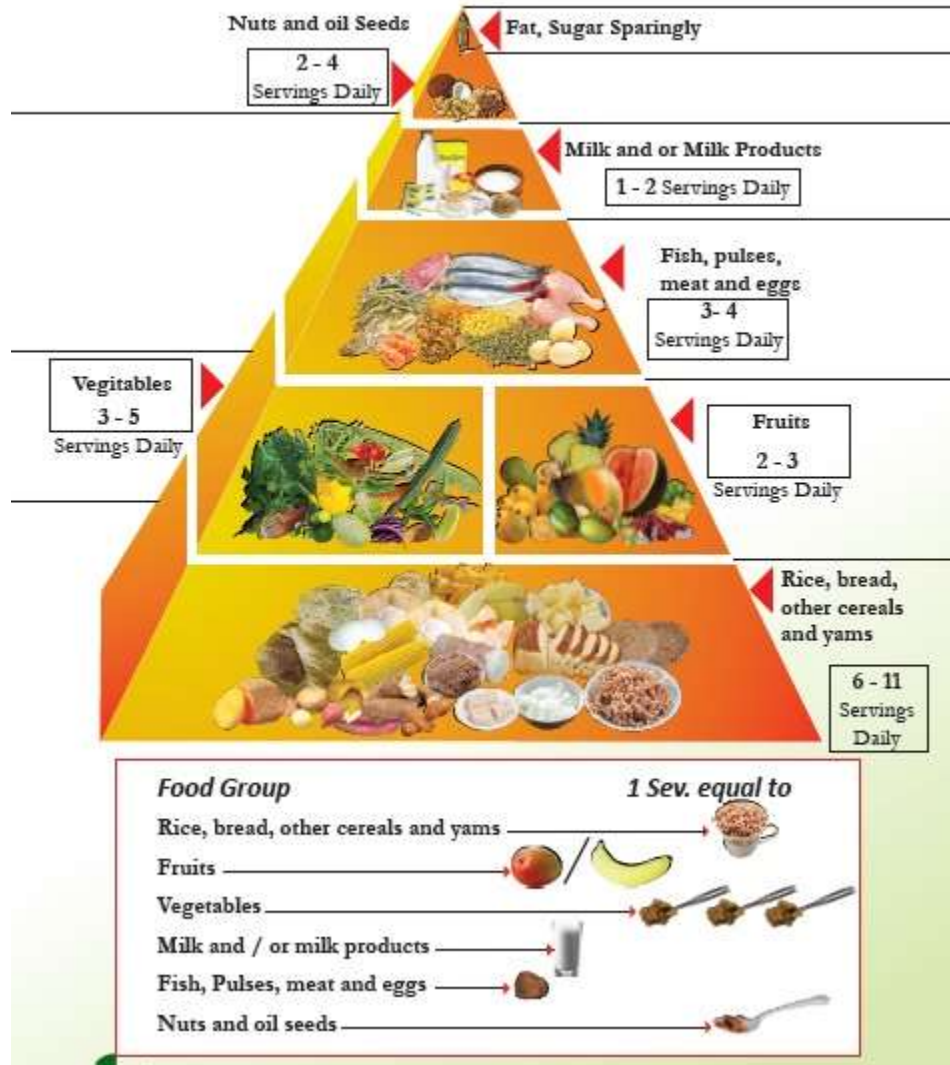 Nuts and oil Seeds
2 - 4
Servings Daily
Fat, Sugar Sparingly
Milk and or Milk Products
1 - 2 Servings Daily
Fish, pulses,
meat and eggs
3- 4
Servings Daily
Vegitables
3 - 5
Servings Daily
Fruits
2 - 3
Servings Daily
Rice, bread,
other cereals
and yams
6 - 11
Servings
Daily
Food Group 1 Sev. equal to
Rice, bread, other cereals and yams
Fruits /
Vegetables
Milk and / or milk products
Fish, Pulses, meat and eggs
Nuts and oil seeds